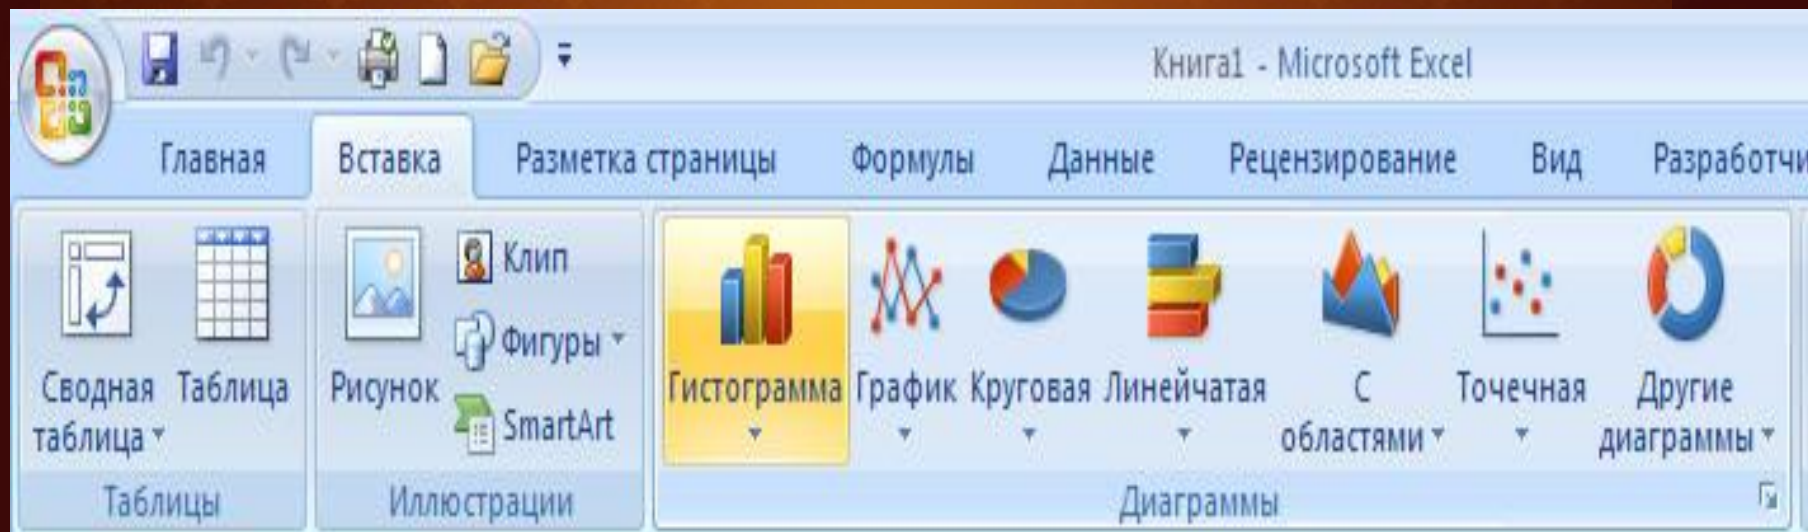 Книга1 - Microsoft Excel
Главная Вставка Разметка страницы Формулы Данные Рецензирование Вид Разработчи
Сводная таблица
Таблица
Рисунок
Клип
Фигуры
SmartArt
Гистограмма
График
Круговая
Линейчатая
С областями
Точечная
Другие диаграммы
Таблицы
Иллюстрации
Диаграммы